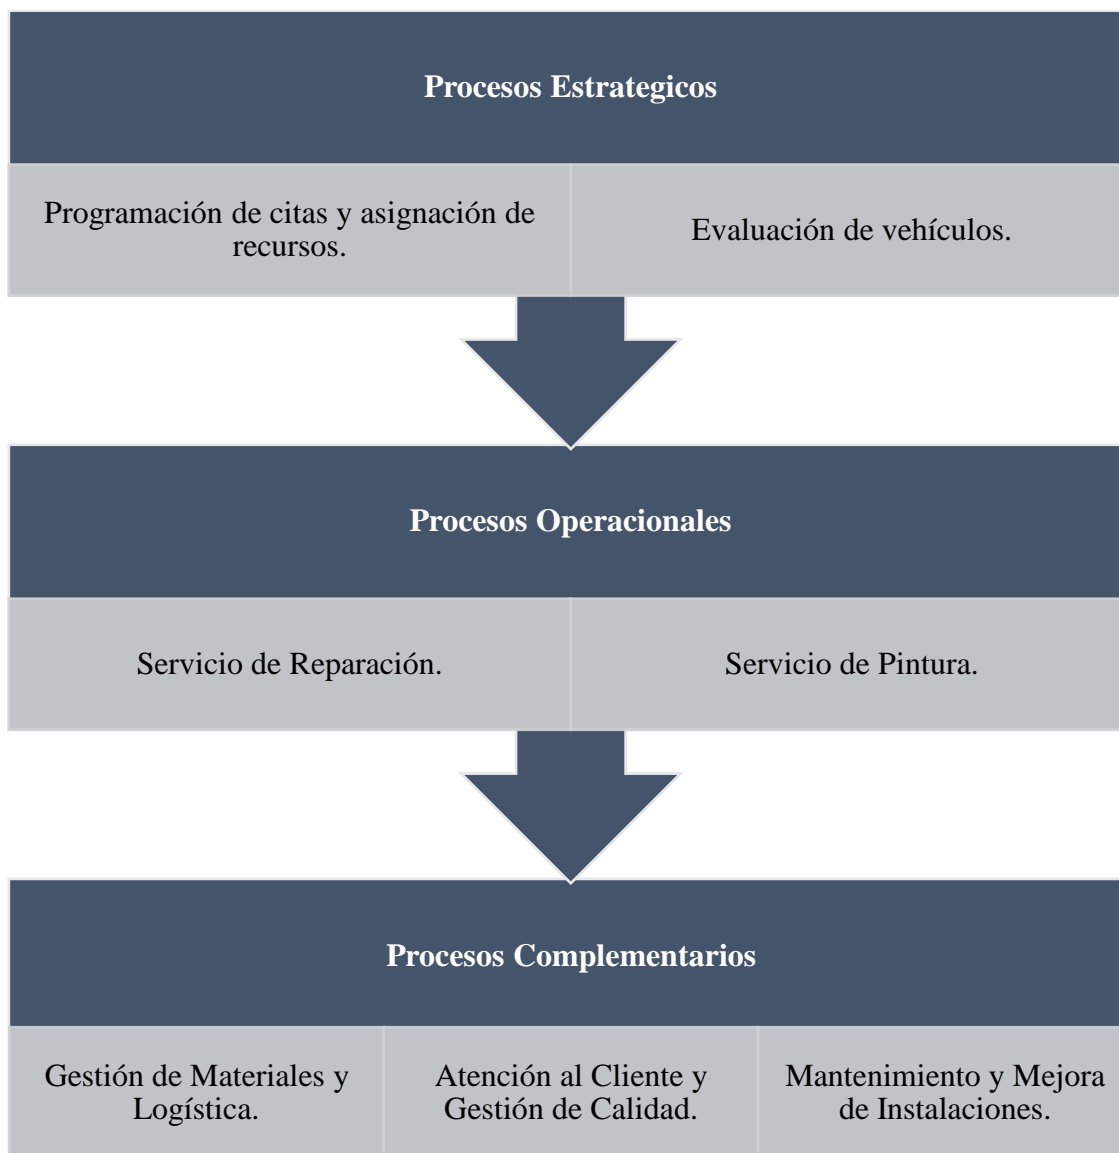 Procesos Estrategicos
Programación de citas y asignación de
recursos.
Evaluación de vehículos.
Procesos Operacionales
Servicio de Reparación.
Servicio de Pintura.
Procesos Complementarios
Gestión de Materiales y
Logística.
Atención al Cliente y
Gestión de Calidad.
Mantenimiento y Mejora
de Instalaciones.